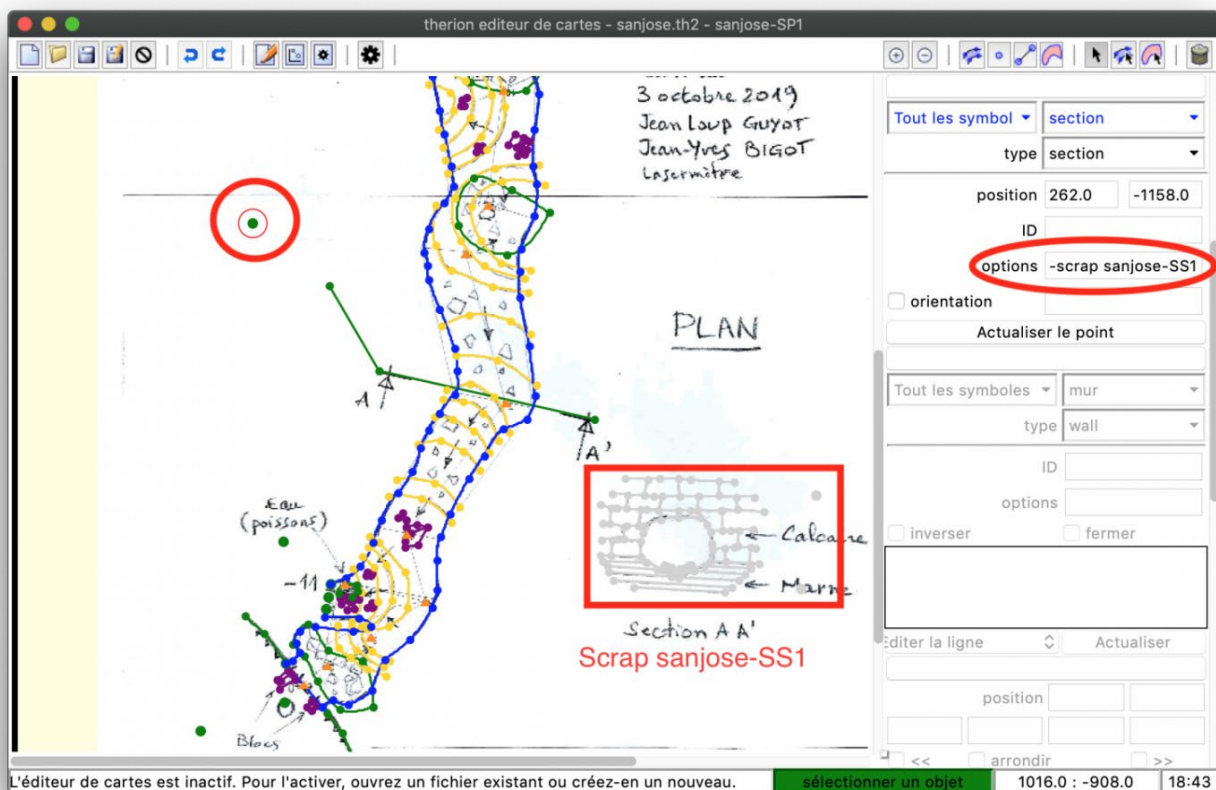 therion editeur de cartes - sanjose.th2 - sanjose-SP1
3 octobre 2019
Jean Loup GUYOT
Jean-Yves BIGOT
Lasermètre
PLAN
A
A'
Eau
(poissons)
-11
Calcaire
Marne
Section A A'
Scrap sanjose-SS1
Blocs
Tout les symbol
section
type
section
position
262.0
-1158.0
ID
options
-scrap sanjose-SS1
orientation
Actualiser le point
Tout les symboles
mur
type
wall
ID
options
inverser
fermer
Editer la ligne
Actualiser
position
<<
arrondir
>>
L'éditeur de cartes est inactif. Pour l'activer, ouvrez un fichier existant ou créez-en un nouveau.
sélectionner un objet
1016.0 : -908.0
18:43